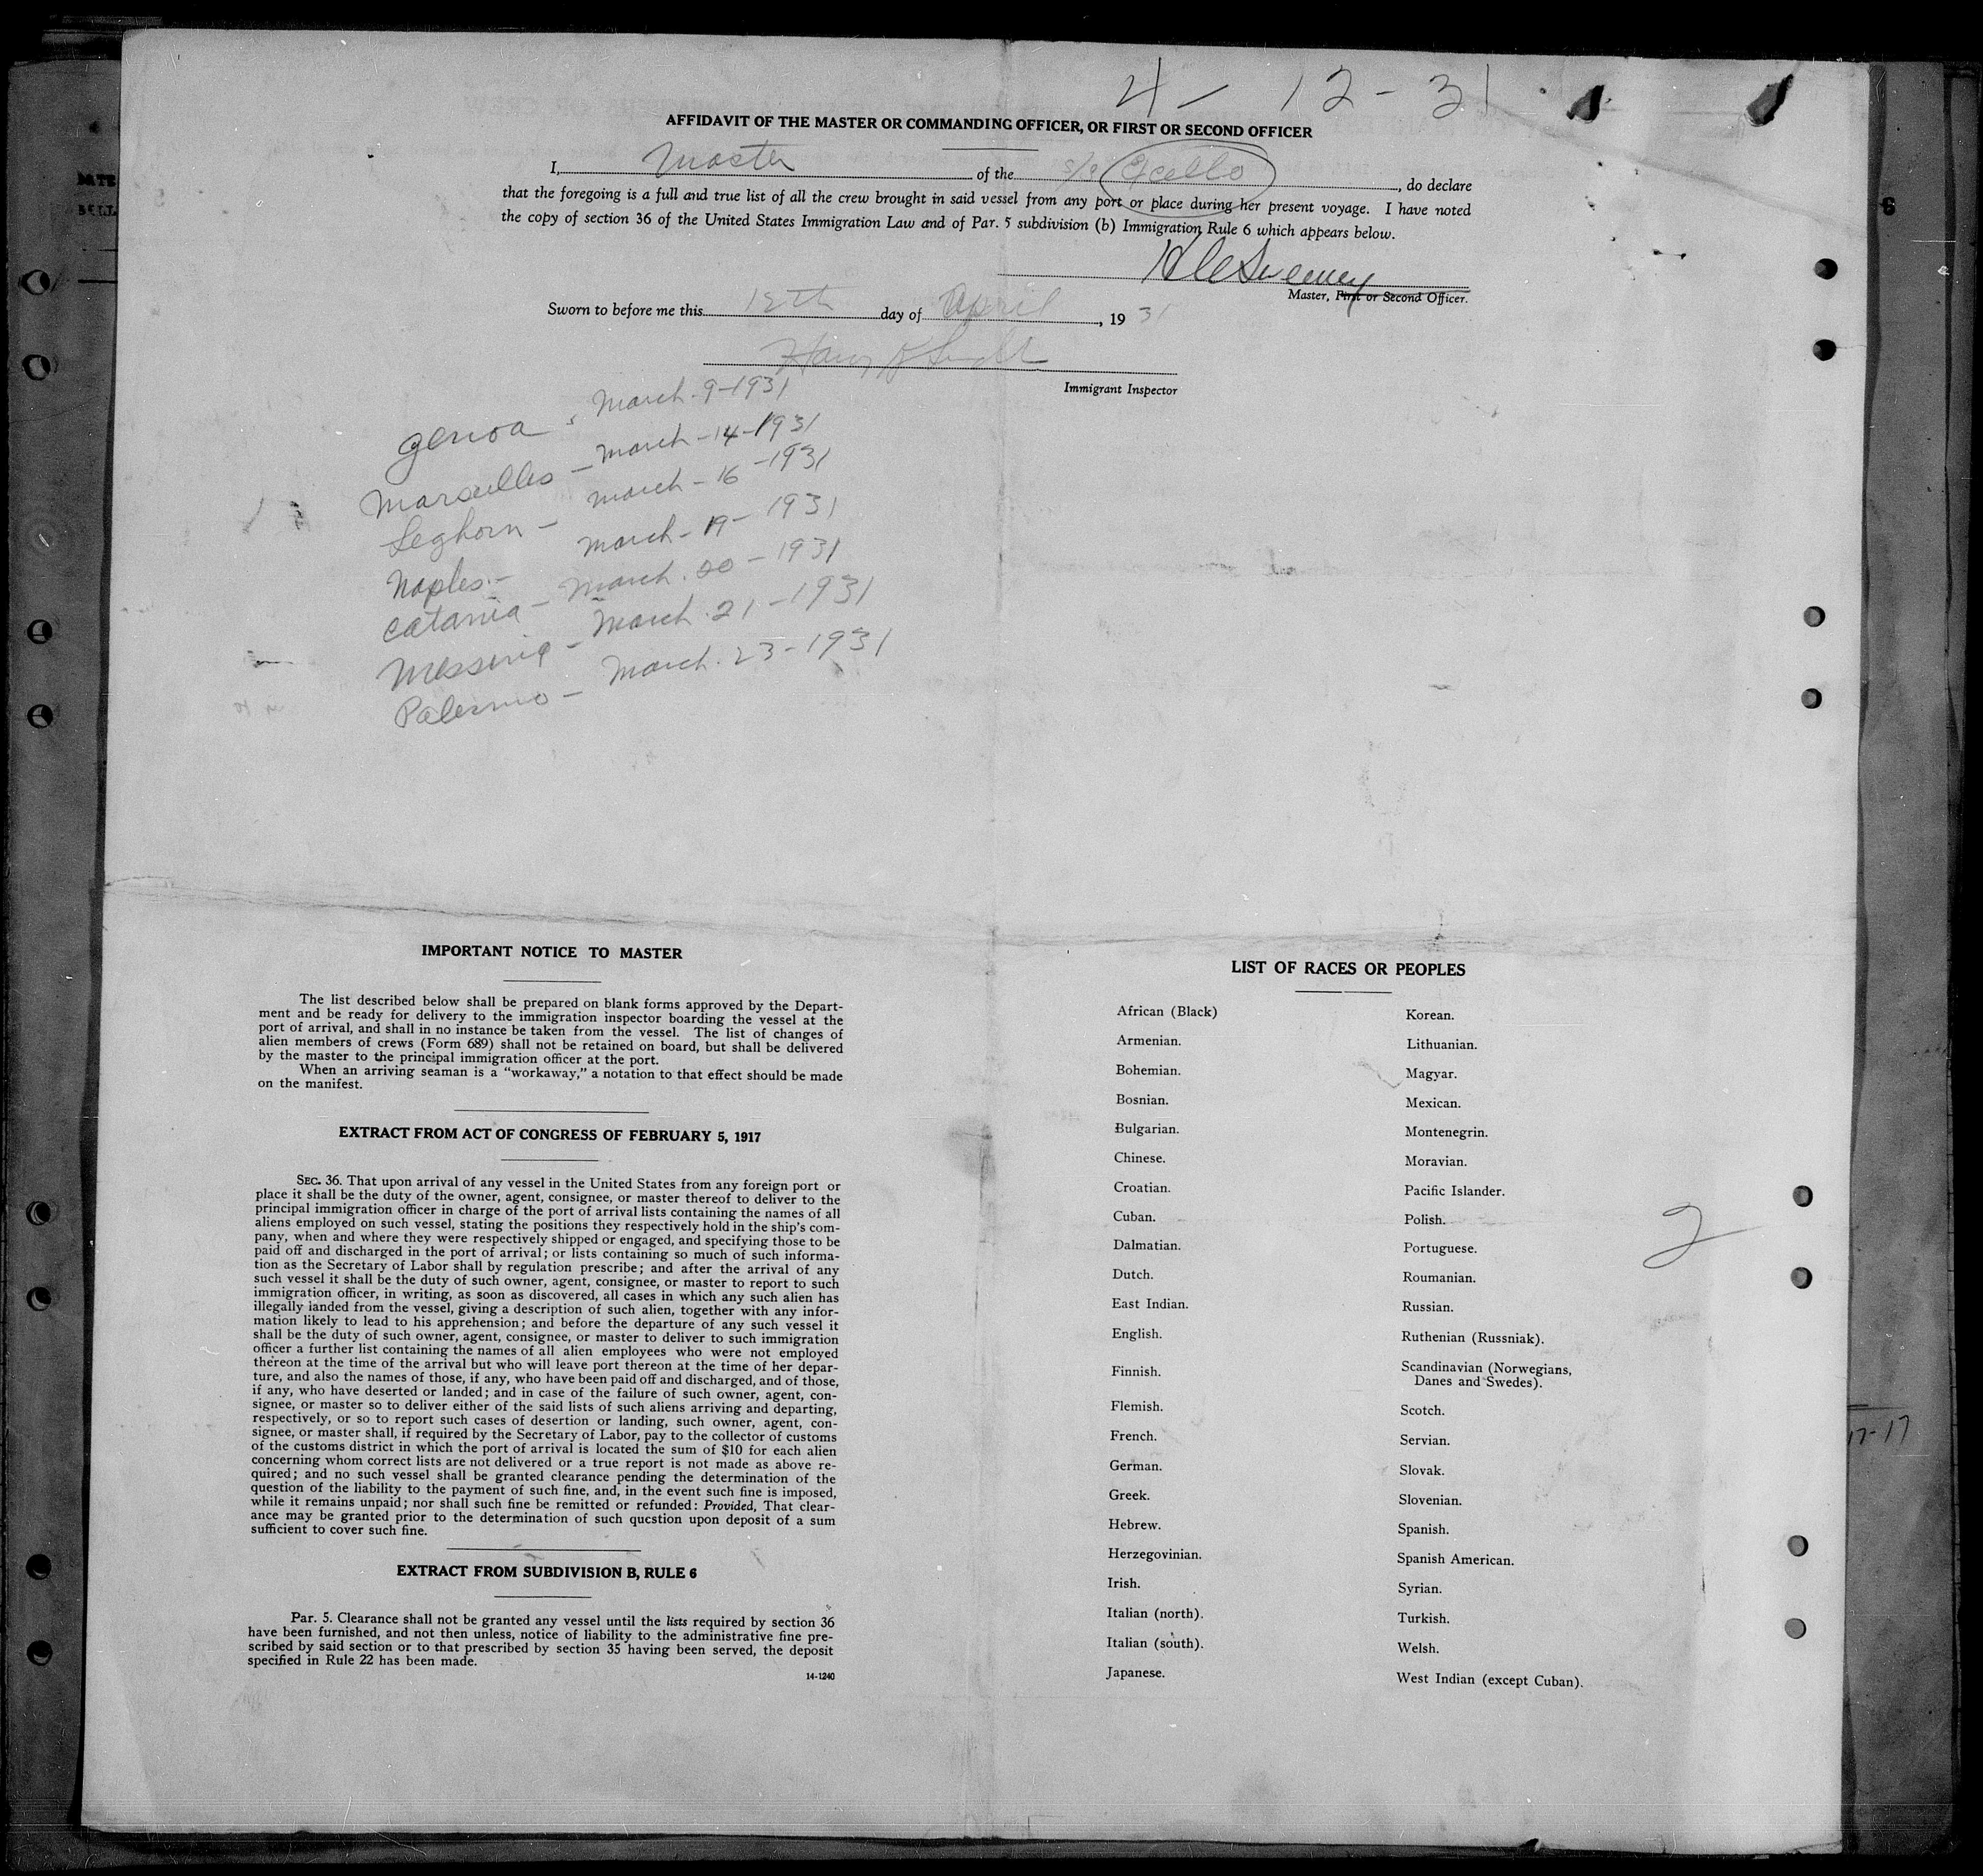 4 - 12 - 31
AFFIDAVIT OF THE MASTER OR COMMANDING OFFICER, OR FIRST OR SECOND OFFICER
I, Master of the s/s , do declare
that the foregoing is a full and true list of all the crew brought in said vessel from any port or place during her present voyage. I have noted
the copy of section 36 of the United States Immigration Law and of Par. 5 subdivision (b) Immigration Rule 6 which appears below.
Sweeney
Master, First or Second Officer.
Sworn to before me this 12th day of April, 19 31
Harry
Immigrant Inspector
Genoa - March 9-1931
Marseilles - March - 14 - 1931
Leghorn - March - 16 - 1931
Naples - March - 19 - 1931
Catania - March 20 - 1931
Messina - March 21 - 1931
Palermo - March 23 - 1931
IMPORTANT NOTICE TO MASTER
The list described below shall be prepared on blank forms approved by the Depart-
ment and be ready for delivery to the immigration inspector boarding the vessel at the
port of arrival, and shall in no instance be taken from the vessel. The list of changes of
alien members of crews (Form 689) shall not be retained on board, but shall be delivered
by the master to the principal immigration officer at the port.
When an arriving seaman is a "workaway," a notation to that effect should be made
on the manifest.
EXTRACT FROM ACT OF CONGRESS OF FEBRUARY 5, 1917
SEC. 36. That upon arrival of any vessel in the United States from any foreign port or
place it shall be the duty of the owner, agent, consignee, or master thereof to deliver to the
principal immigration officer in charge of the port of arrival lists containing the names of all
aliens employed on such vessel, stating the positions they respectively hold in the ship's com-
pany, when and where they were respectively shipped or engaged, and specifying those to be
paid off and discharged in the port of arrival; or lists containing so much of such informa-
tion as the Secretary of Labor shall by regulation prescribe; and after the arrival of any
such vessel it shall be the duty of such owner, agent, consignee, or master to report to such
immigration officer, in writing, as soon as discovered, all cases in which any such alien has
illegally landed from the vessel, giving a description of such alien, together with any infor-
mation likely to lead to his apprehension; and before the departure of any such vessel it
shall be the duty of such owner, agent, consignee, or master to deliver to such immigration
officer a further list containing the names of all alien employees who were not employed
thereon at the time of the arrival but who will leave port thereon at the time of her depar-
ture, and also the names of those, if any, who have been paid off and discharged, and of those,
if any, who have deserted or landed; and in case of the failure of such owner, agent, con-
signee, or master so to deliver either of the said lists of such aliens arriving and departing,
respectively, or so to report such cases of desertion or landing, such owner, agent, con-
signee, or master shall, if required by the Secretary of Labor, pay to the collector of customs
of the customs district in which the port of arrival is located the sum of $10 for each alien
concerning whom correct lists are not delivered or a true report is not made as above re-
quired; and no such vessel shall be granted clearance pending the determination of the
question of the liability to the payment of such fine, and, in the event such fine is imposed,
while it remains unpaid; nor shall such fine be remitted or refunded: Provided, That clear-
ance may be granted prior to the determination of such question upon deposit of a sum
sufficient to cover such fine.
EXTRACT FROM SUBDIVISION B, RULE 6
Par. 5. Clearance shall not be granted any vessel until the lists required by section 36
have been furnished, and not then unless, notice of liability to the administrative fine pre-
scribed by said section or to that prescribed by section 35 having been served, the deposit
specified in Rule 22 has been made.
14-1240
LIST OF RACES OR PEOPLES
African (Black)
Armenian.
Bohemian.
Bosnian.
Bulgarian.
Chinese.
Croatian.
Cuban.
Dalmatian.
Dutch.
East Indian.
English.
Finnish.
Flemish.
French.
German.
Greek.
Hebrew.
Herzegovinian.
Irish.
Italian (north).
Italian (south).
Japanese.
Korean.
Lithuanian.
Magyar.
Mexican.
Montenegrin.
Moravian.
Pacific Islander.
Polish.
Portuguese.
Roumanian.
Russian.
Ruthenian (Russniak).
Scandinavian (Norwegians,
Danes and Swedes).
Scotch.
Servian.
Slovak.
Slovenian.
Spanish.
Spanish American.
Syrian.
Turkish.
Welsh.
West Indian (except Cuban).
2
17-17